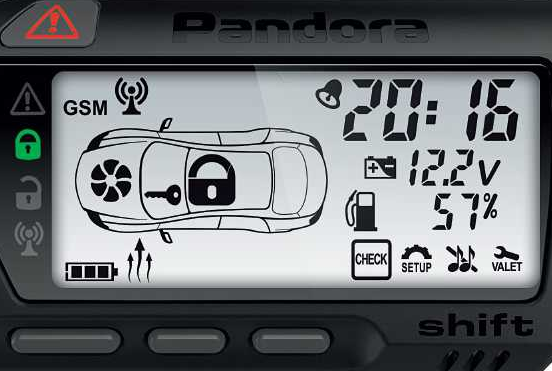 Pandora
GSM
20:16
12.2V
57%
CHECK
SETUP
VALET
shift